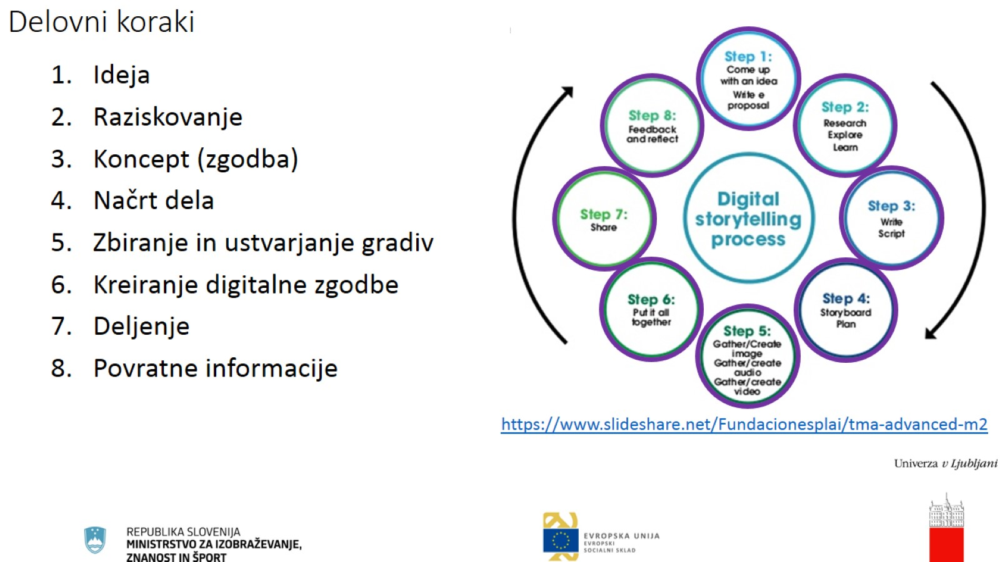 Delovni koraki
1. Ideja
2. Raziskovanje
3. Koncept (zgodba)
4. Načrt dela
5. Zbiranje in ustvarjanje gradiv
6. Kreiranje digitalne zgodbe
7. Deljenje
8. Povratne informacije
Step 1:
Come up
with an idea
Write e
proposal
Step 2:
Research
Explore
Learn
Step 3:
Write
Script
Step 4:
Storyboard
Plan
Step 5:
Gather/Create
image
Gather/create
audio
Gather/create
video
Step 6:
Put it all
together
Step 7:
Share
Step 8:
Feedback
and reflect
Digital
storytelling
process
https://www.slideshare.net/Fundacionesplai/tma-advanced-m2
Univerza v Ljubljani
REPUBLIKA SLOVENIJA
MINISTRSTVO ZA IZOBRAŽEVANJE,
ZNANOST IN ŠPORT
EVROPSKA UNIJA
EVROPSKI
SOCIALNI SKLAD